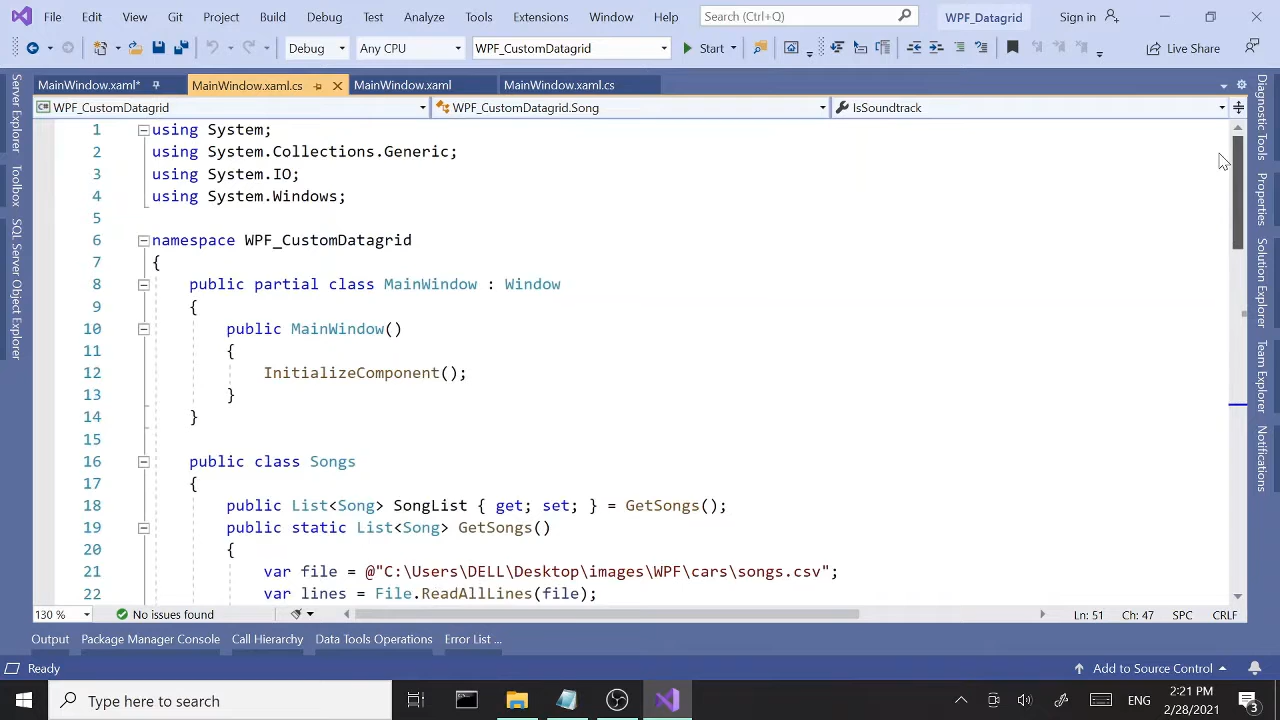 File Edit View Git Project Build Debug Test Analyze Tools Extensions Window Help Search (Ctrl+Q) WPF_Datagrid Sign in
Debug Any CPU WPF_CustomDatagrid Start Live Share
MainWindow.xaml* MainWindow.xaml.cs MainWindow.xaml MainWindow.xaml.cs
WPF_CustomDatagrid WPF_CustomDatagrid.Song IsSoundtrack
Server Explorer
Toolbox
SQL Server Object Explorer
1 using System;
2 using System.Collections.Generic;
3 using System.IO;
4 using System.Windows;
5
6 namespace WPF_CustomDatagrid
7 {
8 public partial class MainWindow : Window
9 {
10 public MainWindow()
11 {
12 InitializeComponent();
13 }
14 }
15
16 public class Songs
17 {
18 public List<Song> SongList { get; set; } = GetSongs();
19 public static List<Song> GetSongs()
20 {
21 var file = @"C:\Users\DELL\Desktop\images\WPF\cars\songs.csv";
22 var lines = File.ReadAllLines(file);
Diagnostic Tools
Properties
Solution Explorer
Team Explorer
Notifications
130 % No issues found Ln: 51 Ch: 47 SPC CRLF
Output Package Manager Console Call Hierarchy Data Tools Operations Error List ...
Ready Add to Source Control
Type here to search ENG :21 PM
2/28/2021 3